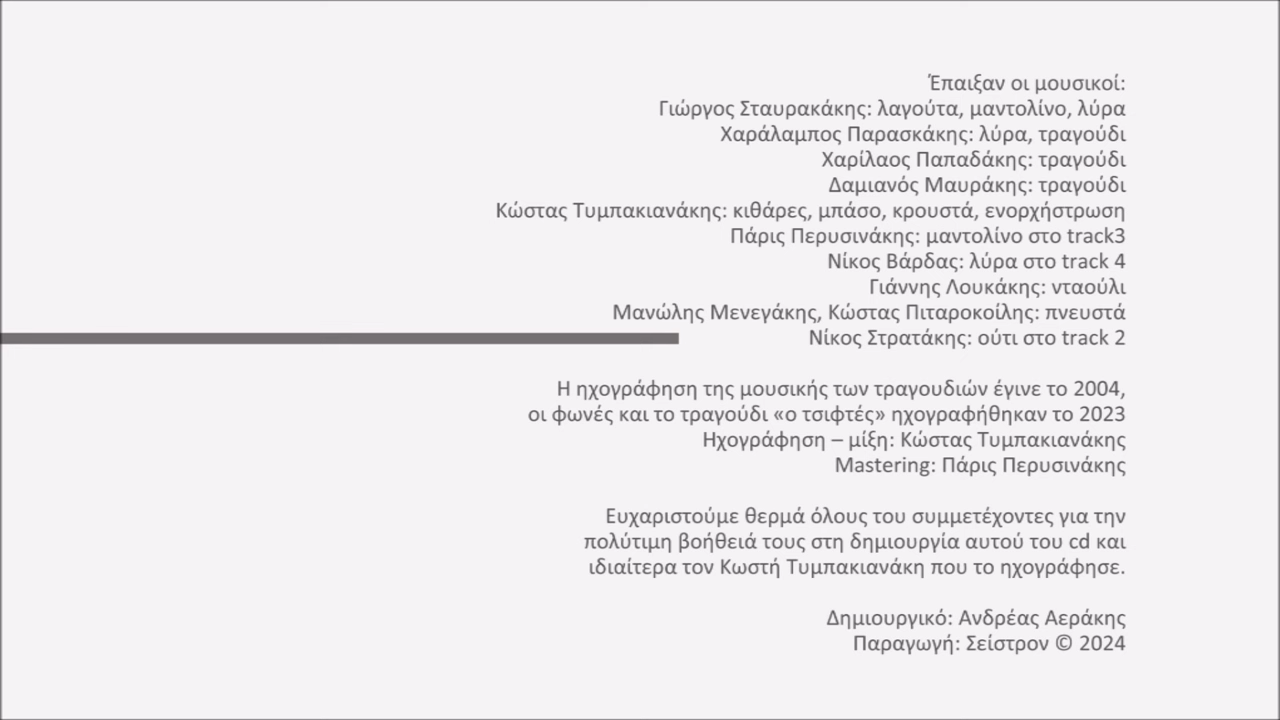 Έπαιξαν οι μουσικοί:
Γιώργος Σταυρακάκης: λαγούτα, μαντολίνο, λύρα
Χαράλαμπος Παρασκάκης: λύρα, τραγούδι
Χαρίλαος Παπαδάκης: τραγούδι
Δαμιανός Μαυράκης: τραγούδι
Κώστας Τυμπακιανάκης: κιθάρες, μπάσο, κρουστά, ενορχήστρωση
Πάρις Περυσινάκης: μαντολίνο στο track3
Νίκος Βάρδας: λύρα στο track 4
Γιάννης Λουκάκης: νταούλι
Μανώλης Μενεγάκης, Κώστας Πιταροκοίλης: πνευστά
Νίκος Στρατάκης: ούτι στο track 2
Η ηχογράφηση της μουσικής των τραγουδιών έγινε το 2004,
οι φωνές και το τραγούδι «ο τσιφτές» ηχογραφήθηκαν το 2023
Ηχογράφηση – μίξη: Κώστας Τυμπακιανάκης
Mastering: Πάρις Περυσινάκης
Ευχαριστούμε θερμά όλους του συμμετέχοντες για την
πολύτιμη βοήθειά τους στη δημιουργία αυτού του cd και
ιδιαίτερα τον Κωστή Τυμπακιανάκη που το ηχογράφησε.
Δημιουργικό: Ανδρέας Αεράκης
Παραγωγή: Σείστρον © 2024